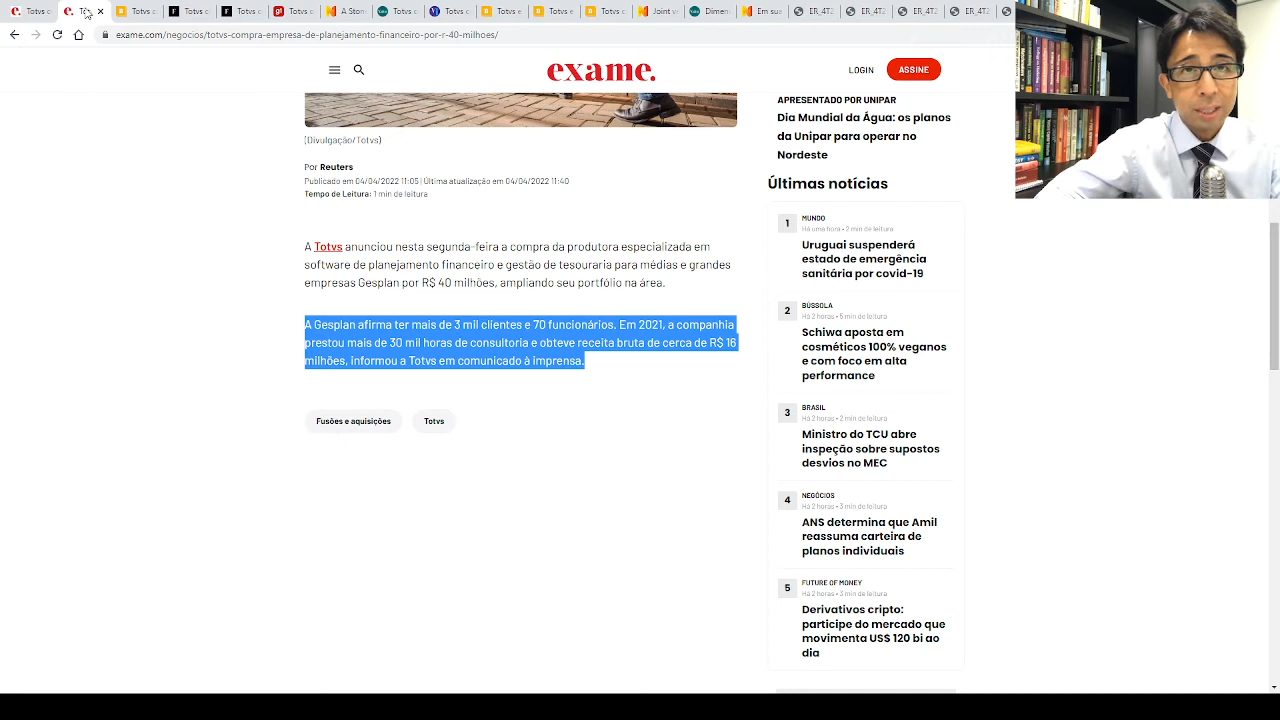 Totvs c
Tot
Totvs c
Totvs c
Totvs c
Totvs c
A Ston
Totvs c
Totvs c
Totvs e
Totvs e
Totvs c
Joint v
Dimen
Em sua
ER_4T2
ER_4T2
ER_4T2
exame.com/negocios/totvs-compra-empresa-de-planejamento-financeiro-por-r-40-milhoes/
exame.
LOGIN
ASSINE
(Divulgação/Totvs)
Por Reuters
Publicado em 04/04/2022 11:05 | Última atualização em 04/04/2022 11:40
Tempo de Leitura: 1 min de leitura
A Totvs anunciou nesta segunda-feira a compra da produtora especializada em
software de planejamento financeiro e gestão de tesouraria para médias e grandes
empresas Gesplan por R$ 40 milhões, ampliando seu portfólio na área.
A Gesplan afirma ter mais de 3 mil clientes e 70 funcionários. Em 2021, a companhia
prestou mais de 30 mil horas de consultoria e obteve receita bruta de cerca de R$ 16
milhões, informou a Totvs em comunicado à imprensa.
Fusões e aquisições
Totvs
APRESENTADO POR UNIPAR
Dia Mundial da Água: os planos
da Unipar para operar no
Nordeste
Últimas notícias
1
MUNDO
Há uma hora • 2 min de leitura
Uruguai suspenderá
estado de emergência
sanitária por covid-19
2
BÚSSOLA
Há 2 horas • 5 min de leitura
Schiwa aposta em
cosméticos 100% veganos
e com foco em alta
performance
3
BRASIL
Há 2 horas • 2 min de leitura
Ministro do TCU abre
inspeção sobre supostos
desvios no MEC
4
NEGÓCIOS
Há 2 horas • 3 min de leitura
ANS determina que Amil
reassuma carteira de
planos individuais
5
FUTURE OF MONEY
Há 2 horas • 3 min de leitura
Derivativos cripto:
participe do mercado que
movimenta US$ 120 bi ao
dia